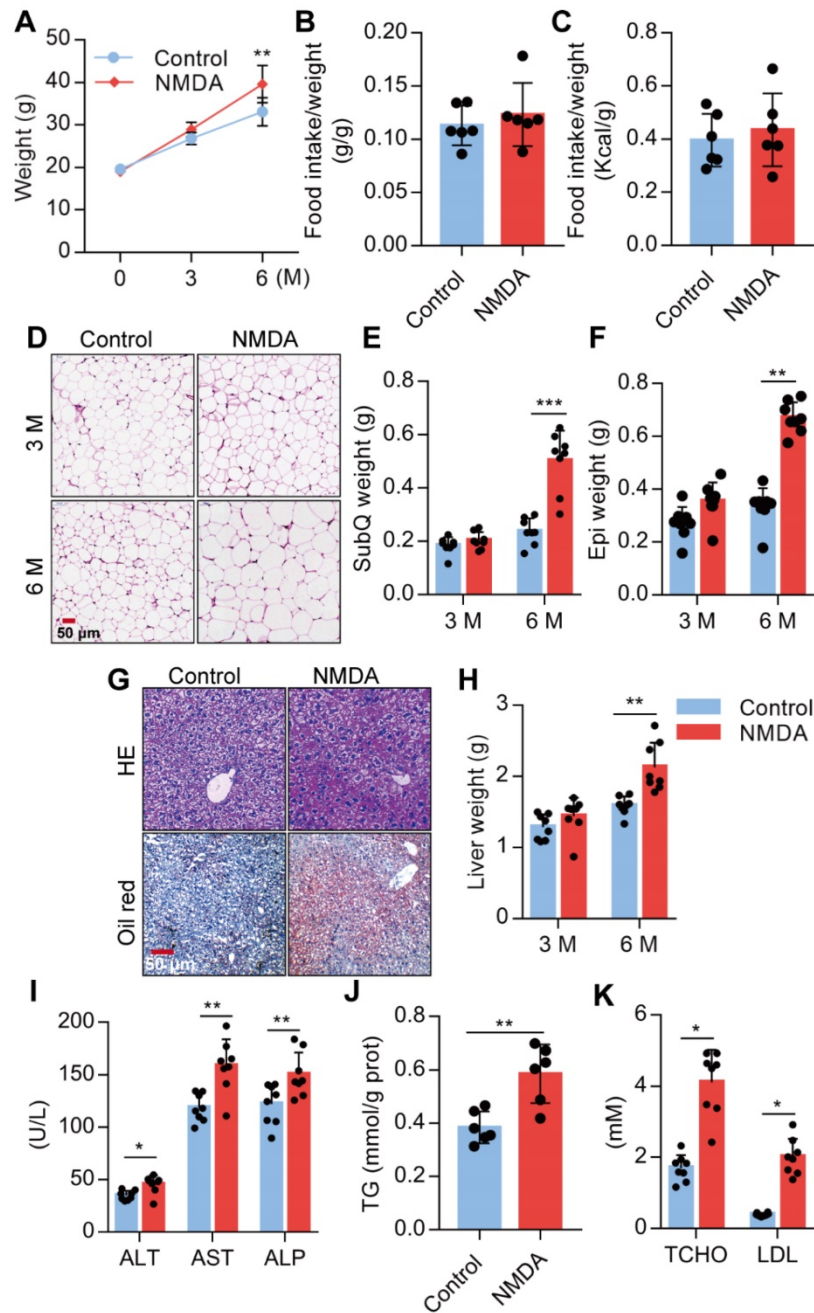 A
Control
NMDA
**
Weight (g)
50
40
30
20
10
0
0 3 6 (M)
B
Food intake/weight
(g/g)
0.20
0.15
0.10
0.05
0.00
Control
NMDA
C
Food intake/weight
(Kcal/g)
0.8
0.6
0.4
0.2
0.0
Control
NMDA
D
Control NMDA
3 M
6 M
50 μm
E
SubQ weight (g)
0.8
0.6
0.4
0.2
0.0
***
3 M 6 M
F
Epi weight (g)
0.8
0.6
0.4
0.2
0.0
**
3 M 6 M
G
Control NMDA
HE
Oil red
50 μm
H
Liver weight (g)
3
2
1
0
**
3 M 6 M
Control
NMDA
I
(U/L)
200
150
100
50
0
*
**
**
ALT AST ALP
J
TG (mmol/g prot)
0.8
0.6
0.4
0.2
0.0
**
Control
NMDA
K
(mM)
6
4
2
0
*
*
TCHO LDL